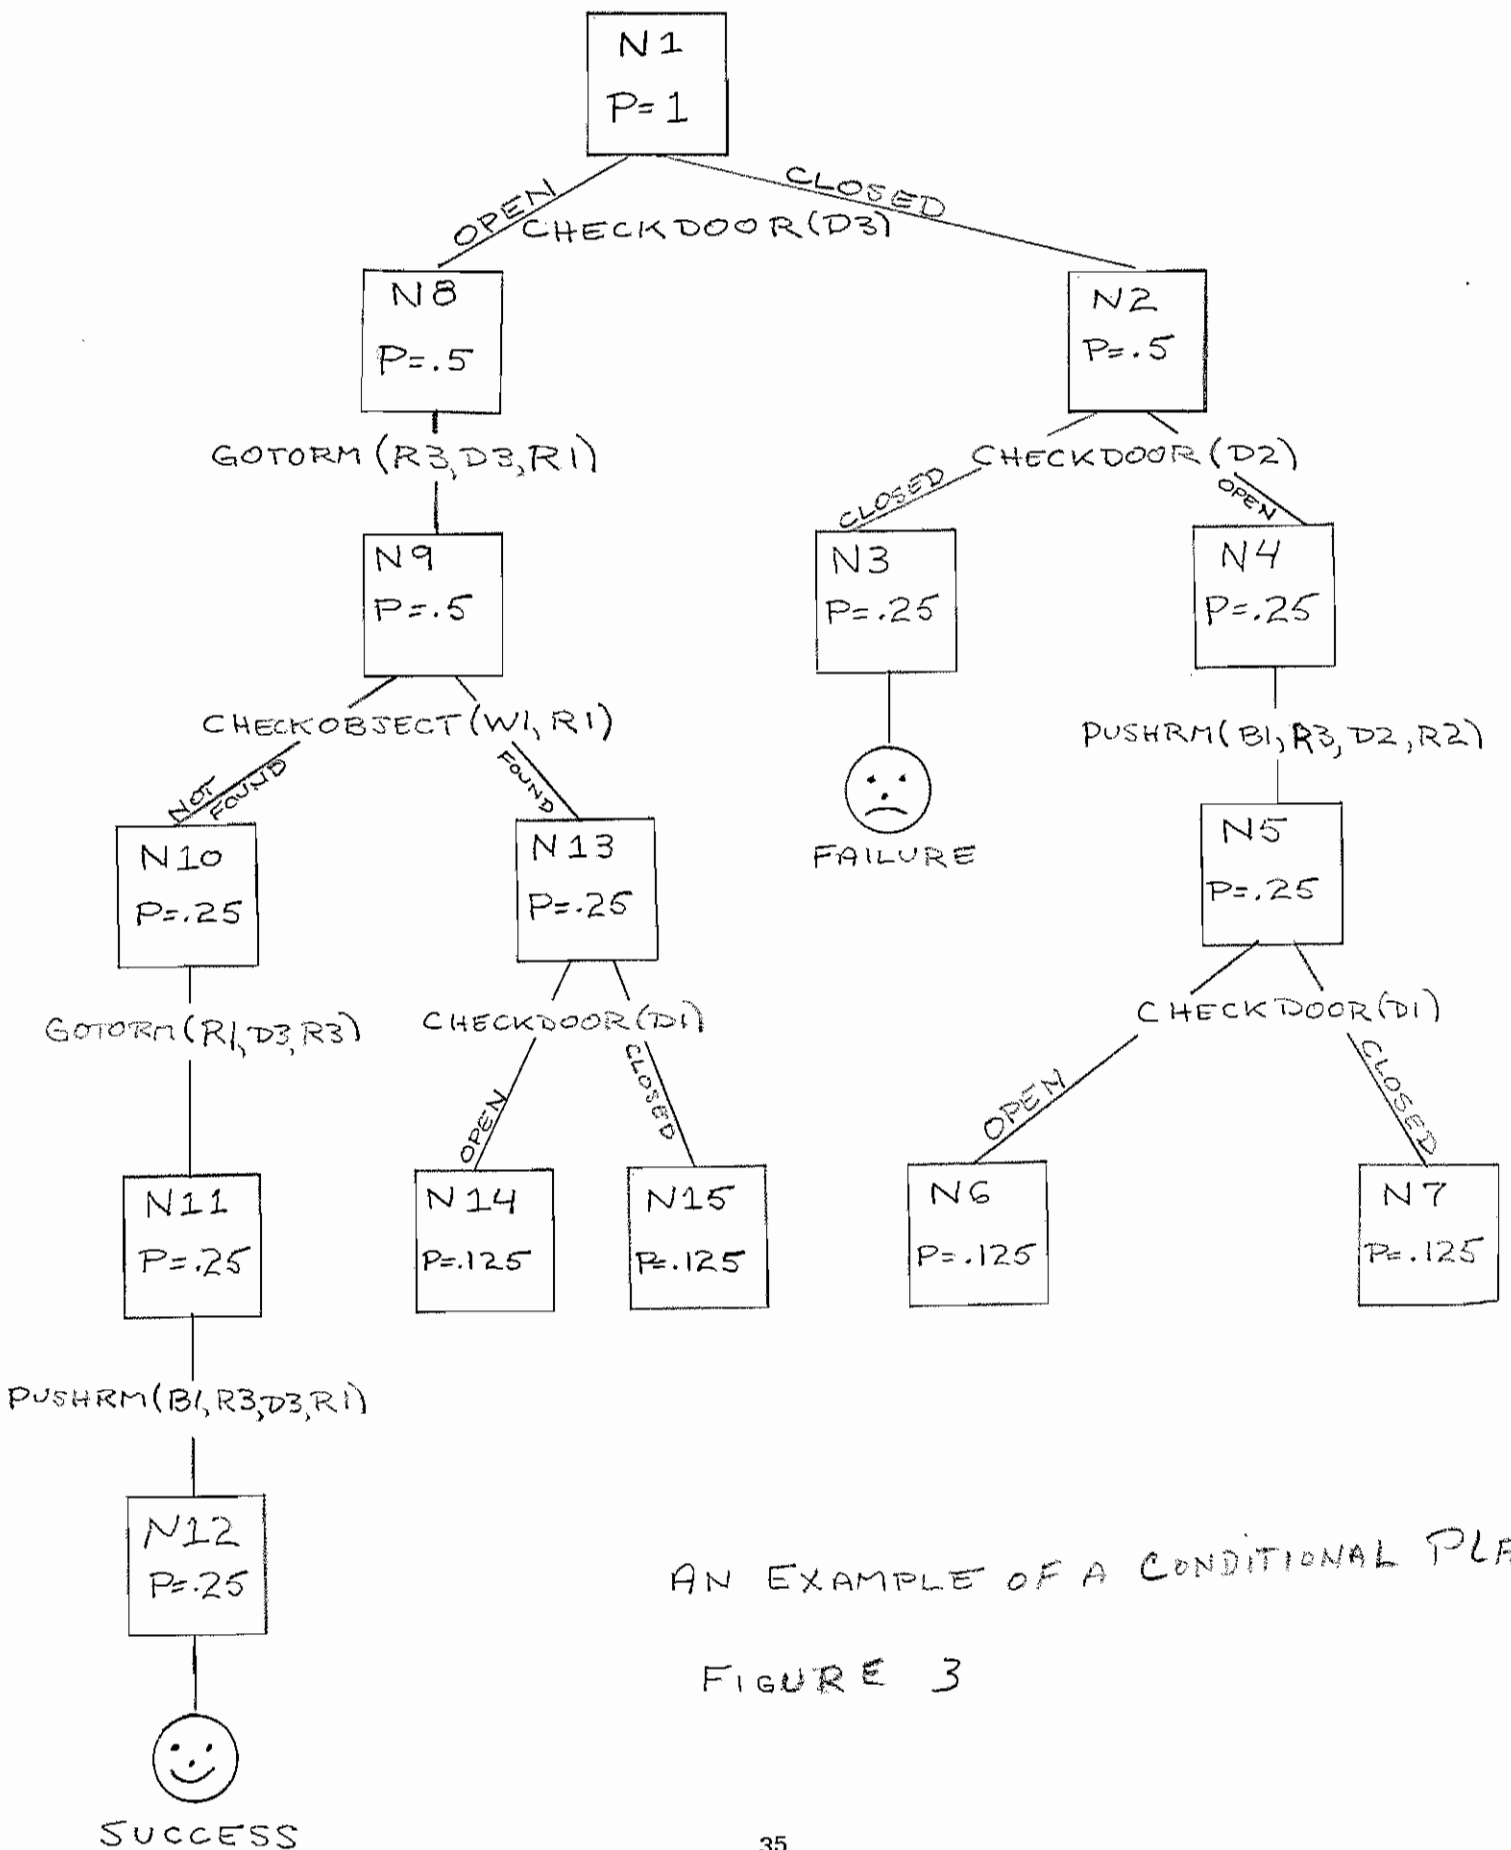 N1
P=1
OPEN
CLOSED
CHECKDOOR(D3)
N8
P=.5
N2
P=.5
GOTORM(R3,D3,R1)
CHECKDOOR(D2)
CLOSED
OPEN
N9
P=.5
N3
P=.25
N4
P=.25
CHECKOBJECT(W1,R1)
NOT
FOUND
FOUND
PUSHRM(B1,R3,D2,R2)
FAILURE
N10
P=.25
N13
P=.25
N5
P=.25
GOTORM(R1,D3,R3)
CHECKDOOR(D1)
CHECKDOOR(D1)
OPEN
CLOSED
OPEN
CLOSED
N11
P=.25
N14
P=.125
N15
P=.125
N6
P=.125
N7
P=.125
PUSHRM(B1,R3,D3,R1)
N12
P=.25
AN EXAMPLE OF A CONDITIONAL
FIGURE 3
SUCCESS
35